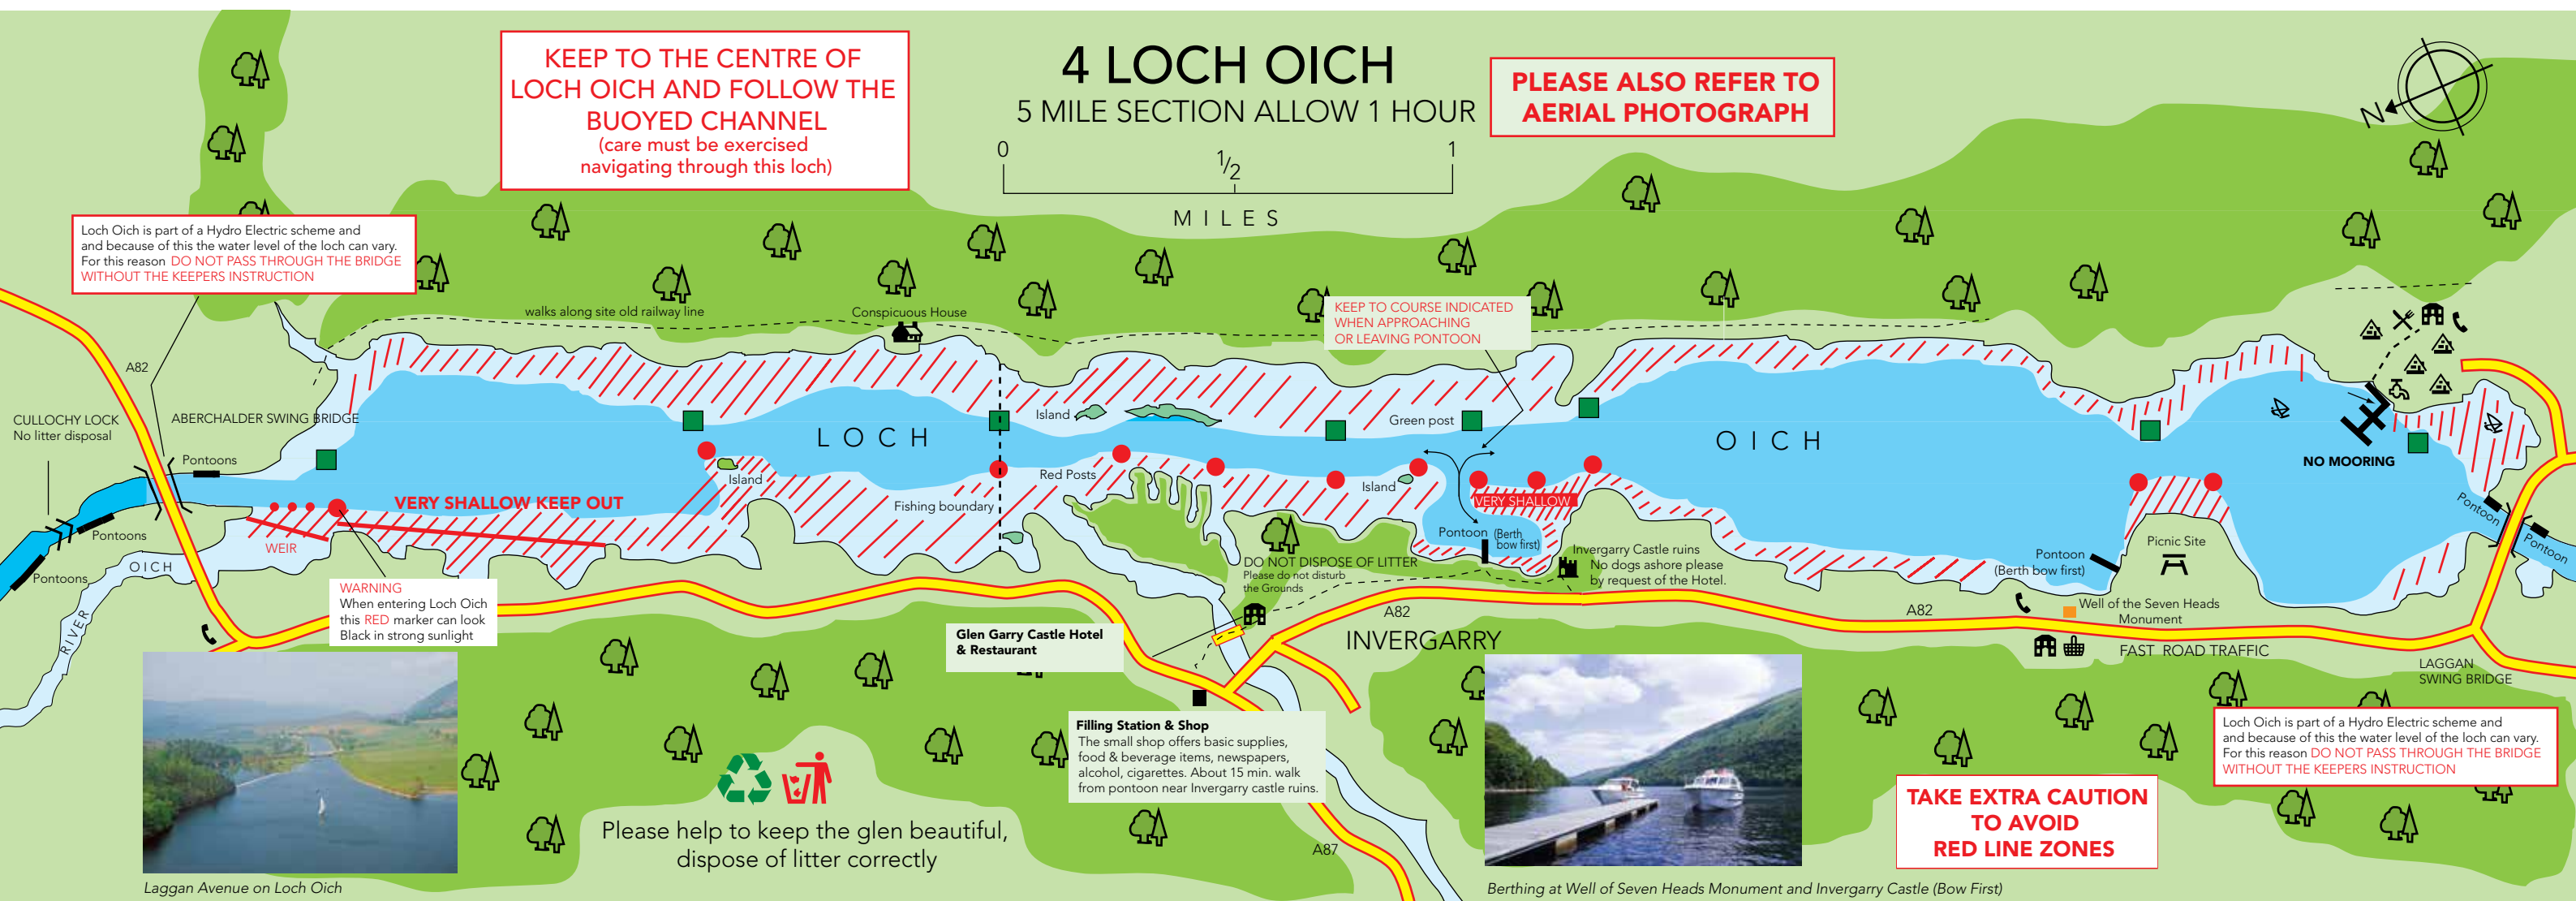 KEEP TO THE CENTRE OF
LOCH OICH AND FOLLOW THE
BUOYED CHANNEL
(care must be exercised
navigating through this loch)
4 LOCH OICH
5 MILE SECTION ALLOW 1 HOUR
0
1/2
1
MILES
PLEASE ALSO REFER TO
AERIAL PHOTOGRAPH
N
Loch Oich is part of a Hydro Electric scheme and
and because of this the water level of the loch can vary.
For this reason DO NOT PASS THROUGH THE BRIDGE
WITHOUT THE KEEPERS INSTRUCTION
walks along site old railway line
Conspicuous House
KEEP TO COURSE INDICATED
WHEN APPROACHING
OR LEAVING PONTOON
A82
CULLOCHY LOCK
No litter disposal
ABERCHALDER SWING BRIDGE
Pontoons
Pontoons
Pontoons
RIVER
OICH
WEIR
VERY SHALLOW KEEP OUT
WARNING
When entering Loch Oich
this RED marker can look
Black in strong sunlight
LOCH
OICH
Island
Island
Green post
Red Posts
Fishing boundary
Island
VERY SHALLOW
Pontoon
(Berth
bow first)
DO NOT DISPOSE OF LITTER
Please do not disturb
the Grounds
Invergarry Castle ruins
No dogs ashore please
by request of the Hotel.
NO MOORING
Pontoon
Pontoon
Pontoon
(Berth bow first)
Picnic Site
A82
A82
Well of the Seven Heads
Monument
FAST ROAD TRAFFIC
LAGGAN
SWING BRIDGE
Glen Garry Castle Hotel
& Restaurant
INVERGARRY
Filling Station & Shop
The small shop offers basic supplies,
food & beverage items, newspapers,
alcohol, cigarettes. About 15 min. walk
from pontoon near Invergarry castle ruins.
A87
Please help to keep the glen beautiful,
dispose of litter correctly
Loch Oich is part of a Hydro Electric scheme and
and because of this the water level of the loch can vary.
For this reason DO NOT PASS THROUGH THE BRIDGE
WITHOUT THE KEEPERS INSTRUCTION
TAKE EXTRA CAUTION
TO AVOID
RED LINE ZONES
Laggan Avenue on Loch Oich
Berthing at Well of Seven Heads Monument and Invergarry Castle (Bow First)